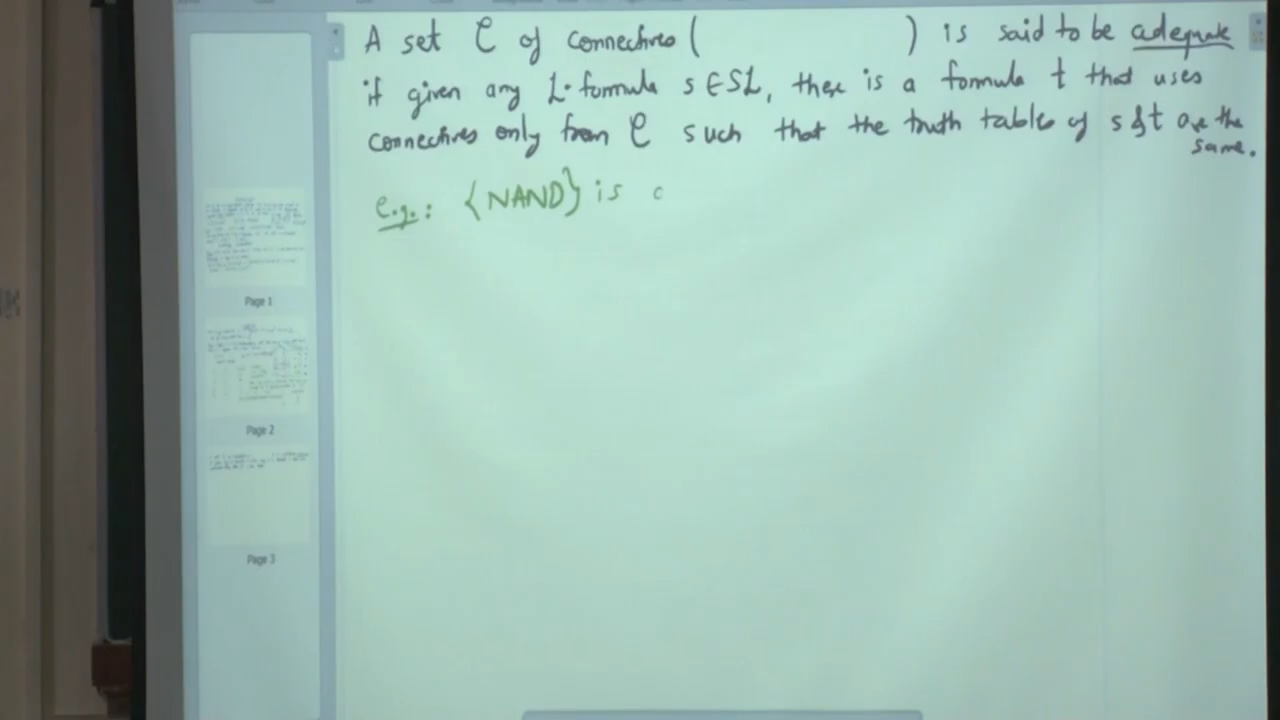 A set C of connectives ( ) is said to be adequate
if given any L-formula s ∈ SL, there is a formula t that uses
connectives only from C such that the truth tables of s & t are the
same.
e.g.: {NAND} is
Page 1
Page 2
Page 3